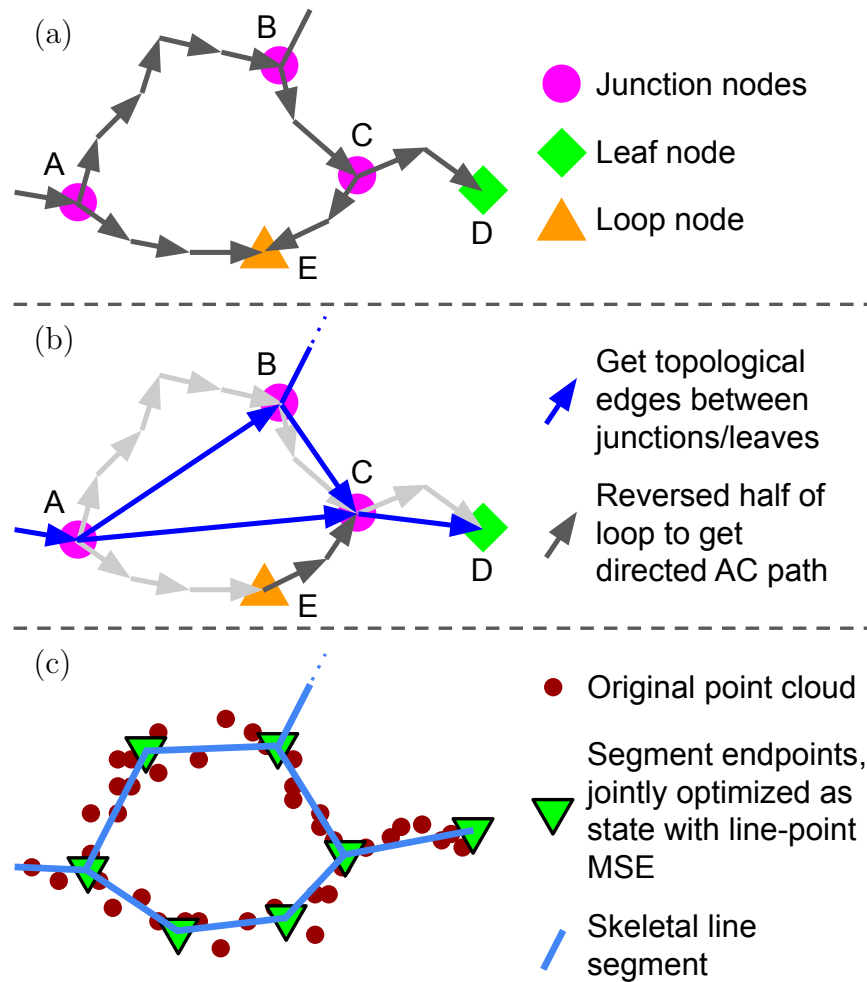 (a)
B
A
C
D
E
Junction nodes
Leaf node
Loop node
(b)
B
A
C
D
E
Get topological
edges between
junctions/leaves
Reversed half of
loop to get
directed AC path
(c)
Original point cloud
Segment endpoints,
jointly optimized as
state with line-point
MSE
Skeletal line
segment